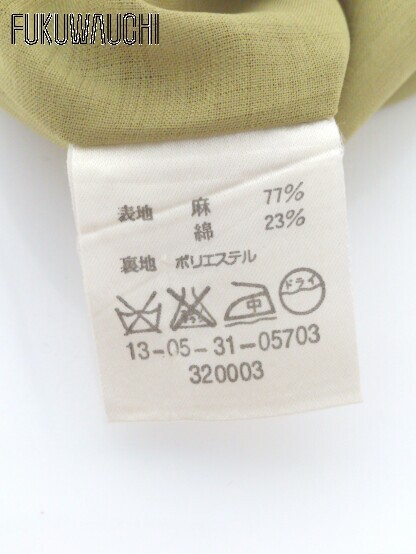 FUKUWAUCHI
表地 麻 77%
綿 23%
裏地 ポリエステル
中 ドライ
13-05-31-05703
320003